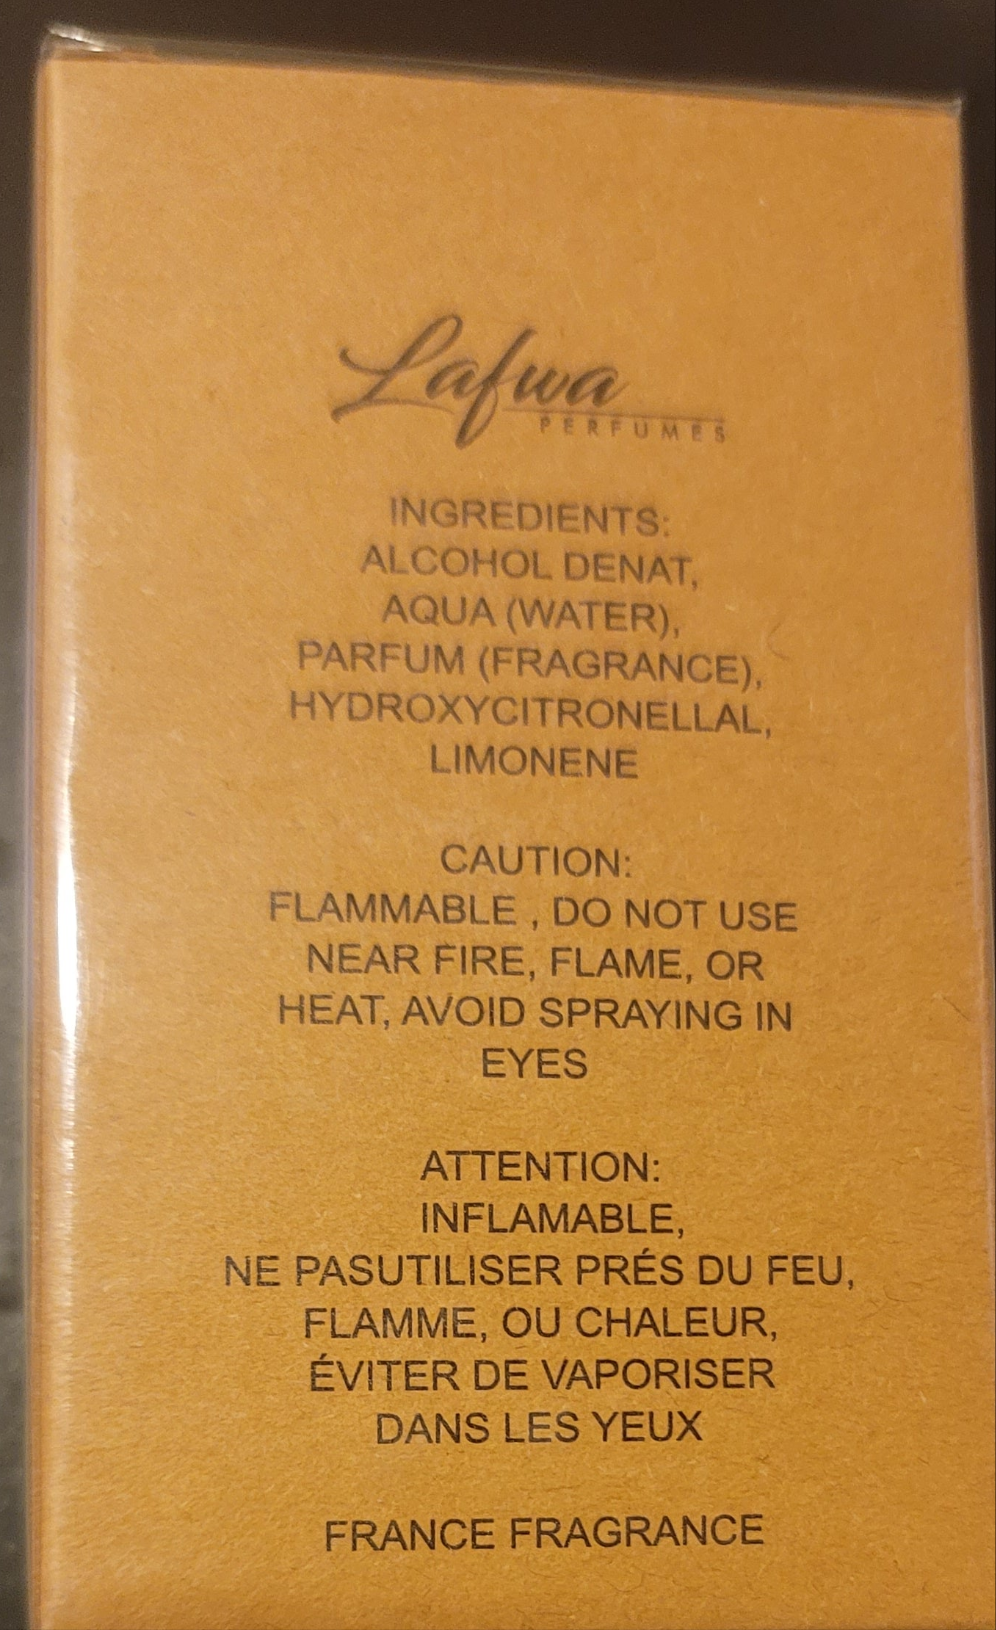 Lafwa
PERFUMES
INGREDIENTS:
ALCOHOL DENAT,
AQUA (WATER),
PARFUM (FRAGRANCE),
HYDROXYCITRONELLAL,
LIMONENE
CAUTION:
FLAMMABLE , DO NOT USE
NEAR FIRE, FLAME, OR
HEAT, AVOID SPRAYING IN
EYES
ATTENTION:
INFLAMABLE,
NE PASUTILISER PRÉS DU FEU,
FLAMME, OU CHALEUR,
ÉVITER DE VAPORISER
DANS LES YEUX
FRANCE FRAGRANCE